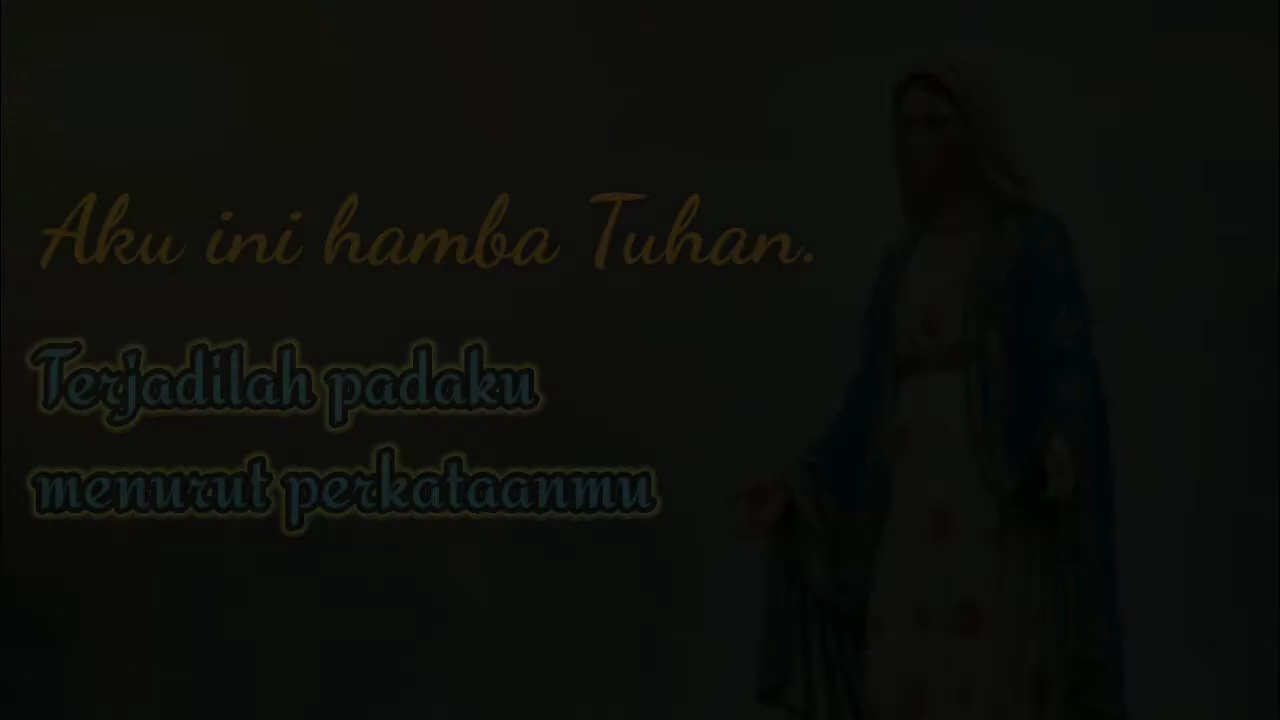 Aku ini hamba Tuhan.
Terjadilah padaku
menurut perkataanmu